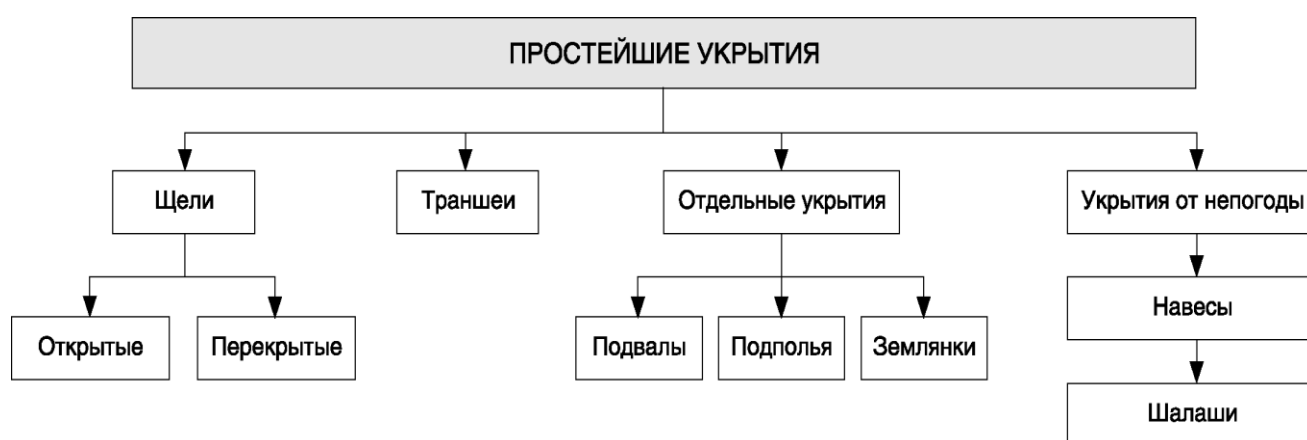 ПРОСТЕЙШИЕ УКРЫТИЯ
Щели
Траншеи
Отдельные укрытия
Укрытия от непогоды
Открытые
Перекрытые
Подвалы
Подполья
Землянки
Навесы
Шалаши